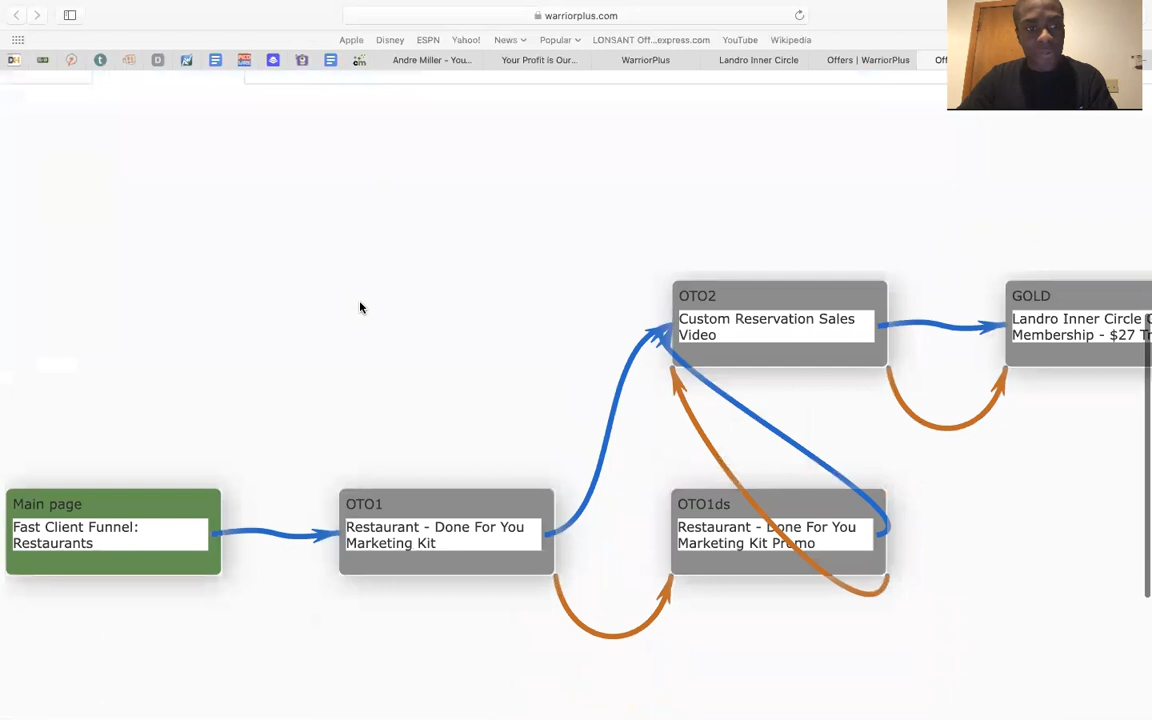 warriorplus.com
Apple Disney ESPN Yahoo! News Popular LONSANT Off...express.com YouTube Wikipedia
Andre Miller - You... Your Profit is Our... WarriorPlus Landro Inner Circle Offers | WarriorPlus
OTO2
Custom Reservation Sales
Video
GOLD
Landro Inner Circle
Membership - $27
Main page
Fast Client Funnel:
Restaurants
OTO1
Restaurant - Done For You
Marketing Kit
OTO1ds
Restaurant - Done For You
Marketing Kit Promo